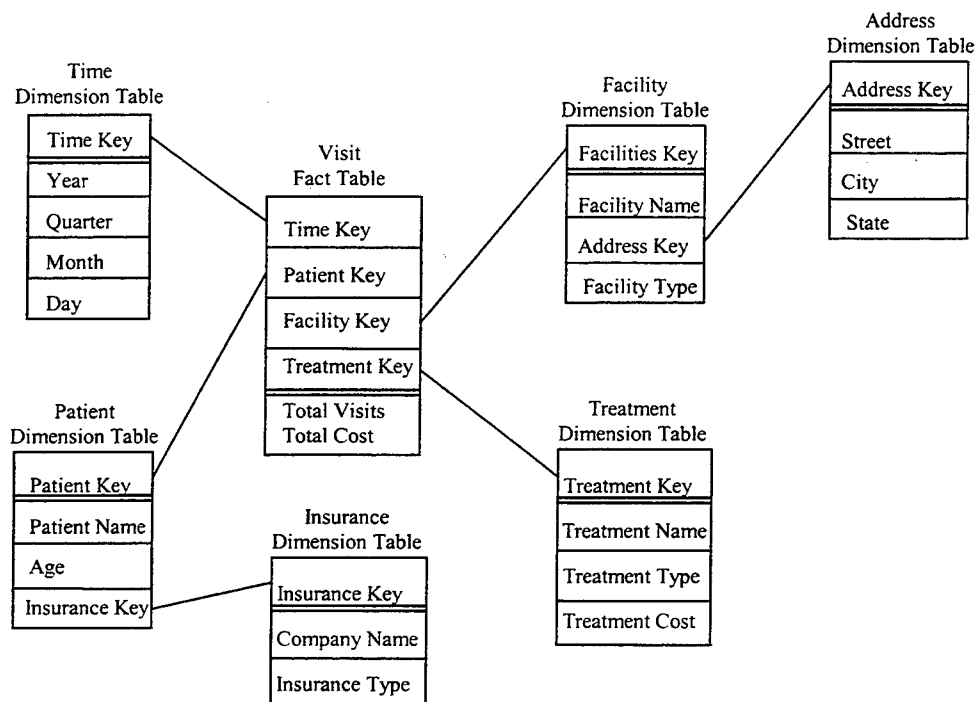 Time
Dimension Table
Time Key
Year
Quarter
Month
Day
Visit
Fact Table
Time Key
Patient Key
Facility Key
Treatment Key
Total Visits
Total Cost
Facility
Dimension Table
Facilities Key
Facility Name
Address Key
Facility Type
Address
Dimension Table
Address Key
Street
City
State
Patient
Dimension Table
Patient Key
Patient Name
Age
Insurance Key
Insurance
Dimension Table
Insurance Key
Company Name
Insurance Type
Treatment
Dimension Table
Treatment Key
Treatment Name
Treatment Type
Treatment Cost